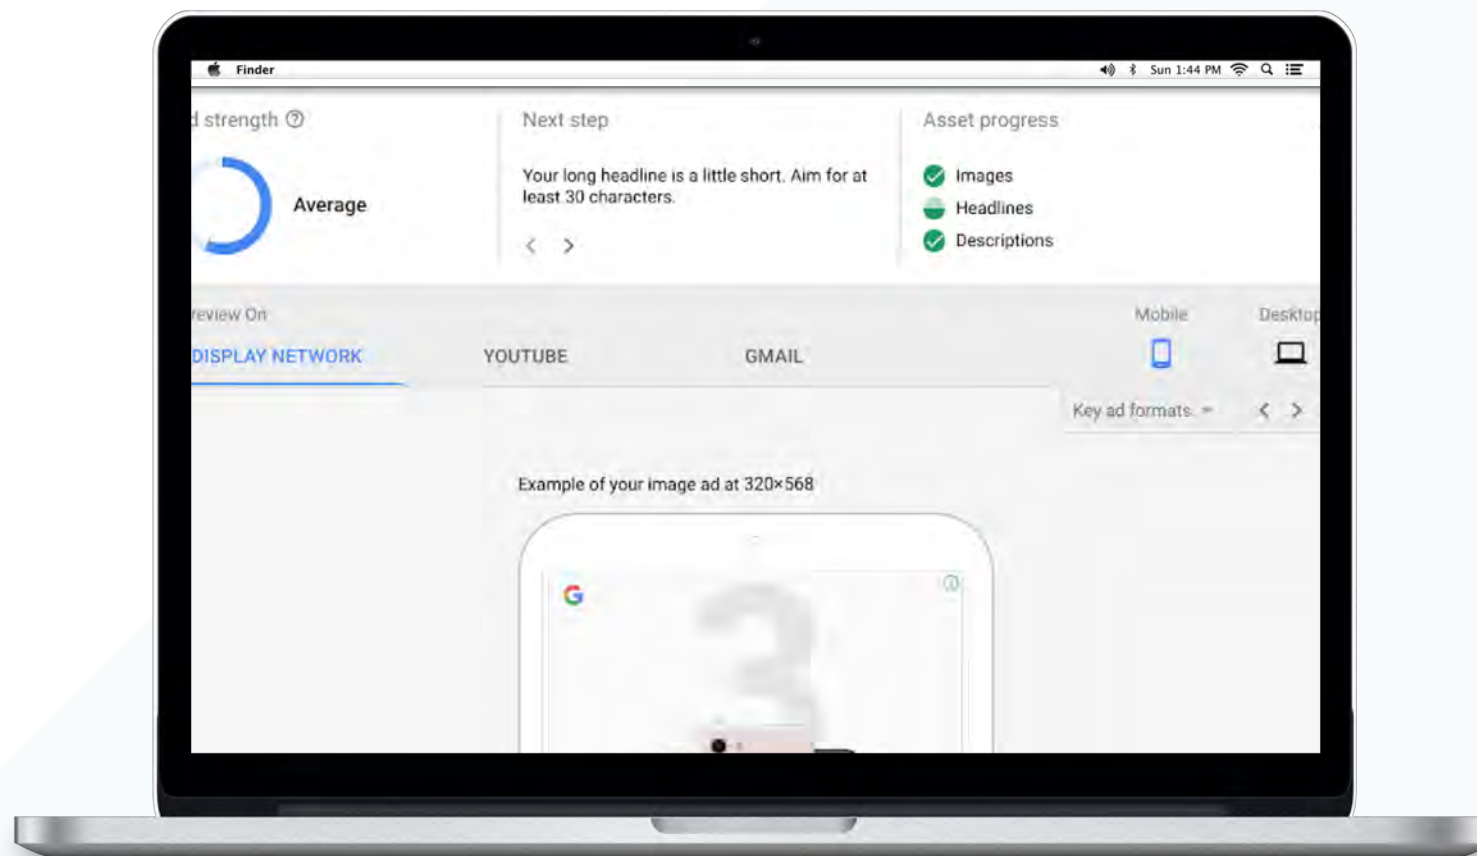 Finder
Sun 1:44 PM
d strength
Average
Next step
Your long headline is a little short. Aim for at
least 30 characters.
Asset progress
Images
Headlines
Descriptions
review On
Mobile
Desktop
DISPLAY NETWORK
YOUTUBE
GMAIL
Key ad formats
Example of your image ad at 320×568
G
3